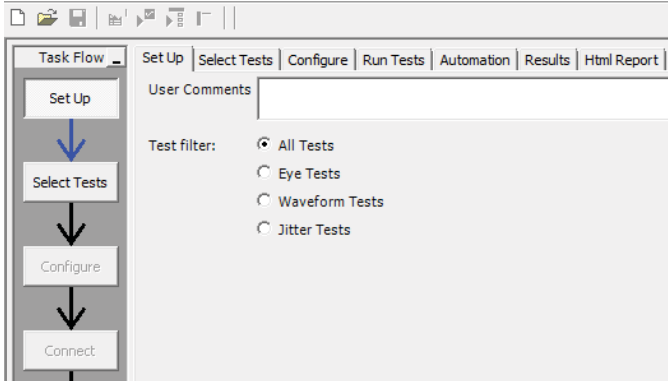 Task Flow
Set Up
Select Tests
Configure
Connect
Set Up Select Tests Configure Run Tests Automation Results Html Report
User Comments
Test filter:
All Tests
Eye Tests
Waveform Tests
Jitter Tests